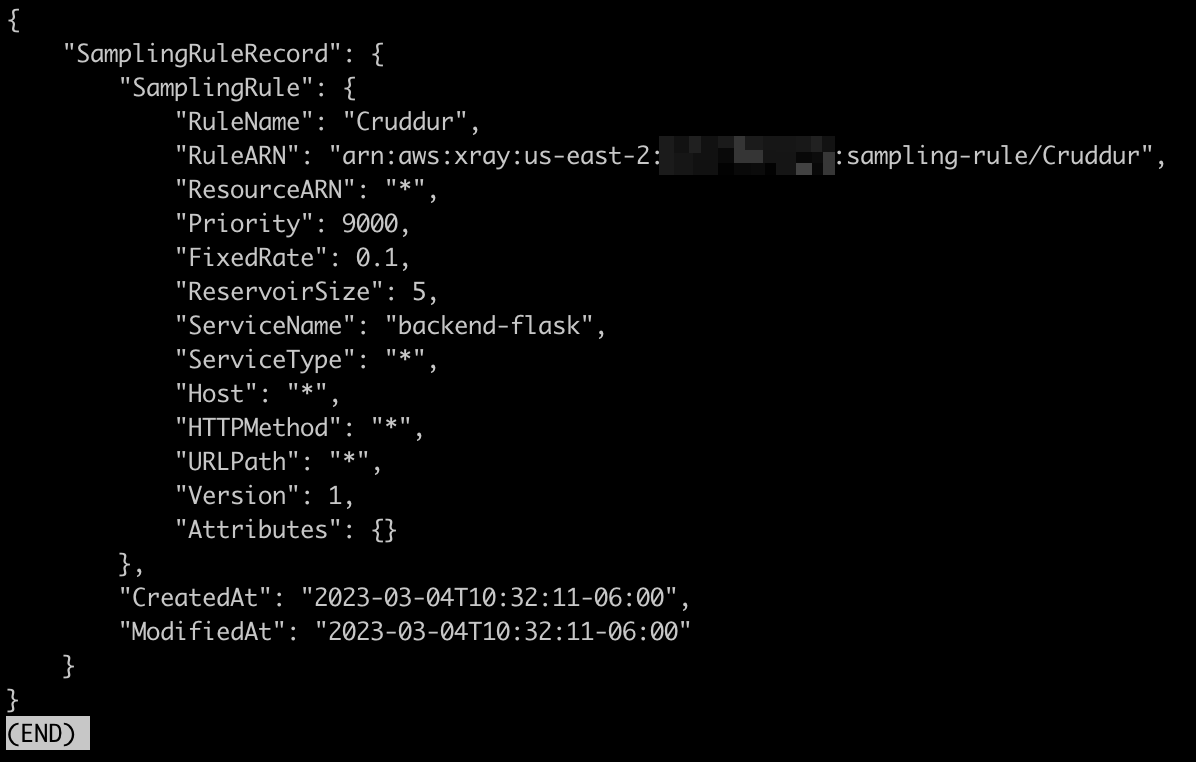 {
    "SamplingRuleRecord": {
        "SamplingRule": {
            "RuleName": "Cruddur",
            "RuleARN": "arn:aws:xray:us-east-2::sampling-rule/Cruddur",
            "ResourceARN": "*",
            "Priority": 9000,
            "FixedRate": 0.1,
            "ReservoirSize": 5,
            "ServiceName": "backend-flask",
            "ServiceType": "*",
            "Host": "*",
            "HTTPMethod": "*",
            "URLPath": "*",
            "Version": 1,
            "Attributes": {}
        },
        "CreatedAt": "2023-03-04T10:32:11-06:00",
        "ModifiedAt": "2023-03-04T10:32:11-06:00"
    }
}
(END)